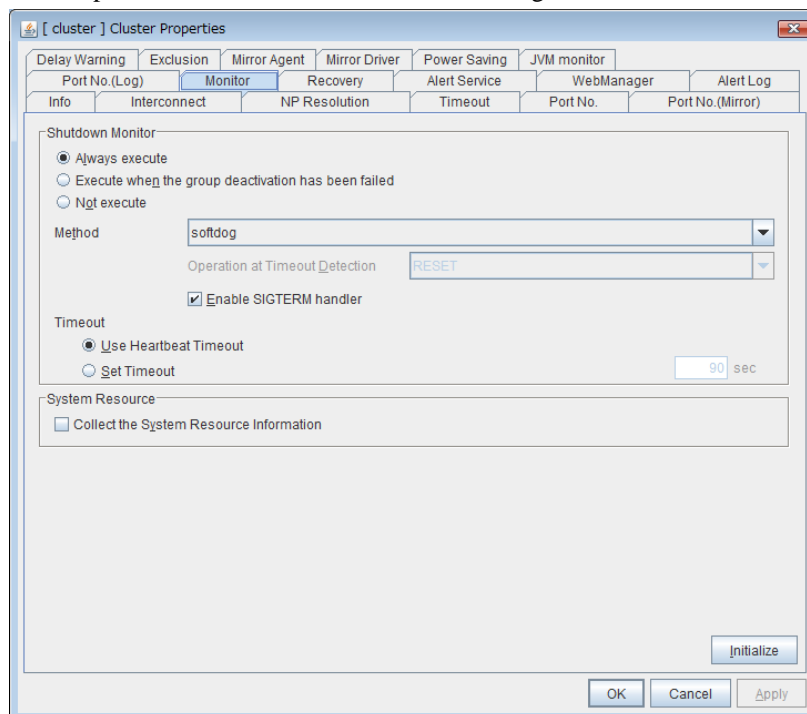 [ cluster ] Cluster Properties
Delay Warning Exclusion Mirror Agent Mirror Driver Power Saving JVM monitor
Port No.(Log) Monitor Recovery Alert Service WebManager Alert Log
Info Interconnect NP Resolution Timeout Port No. Port No.(Mirror)
Shutdown Monitor
Always execute
Execute when the group deactivation has been failed
Not execute
Method softdog
Operation at Timeout Detection RESET
Enable SIGTERM handler
Timeout
Use Heartbeat Timeout
Set Timeout 90 sec
System Resource
Collect the System Resource Information
Initialize
OK Cancel Apply